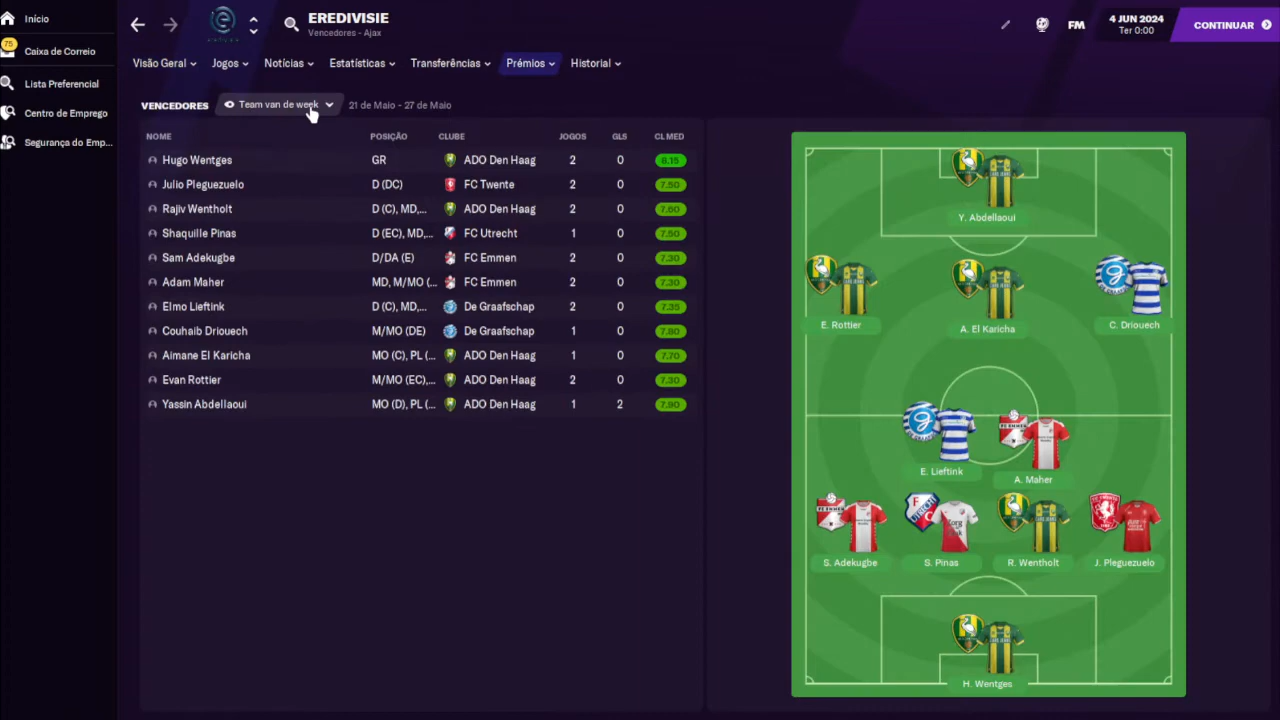 Início
75
Caixa de Correio
Lista Preferencial
Centro de Emprego
Segurança do Emp...
EREDIVISIE
Vencedores - Ajax
FM
4 JUN 2024
Ter 0:00
CONTINUAR
Visão Geral Jogos Notícias Estatísticas Transferências Prémios Historial
VENCEDORES Team van de week 21 de Maio - 27 de Maio
NOME POSIÇÃO CLUBE JOGOS GLS CL MED
Hugo Wentges GR ADO Den Haag 2 0 8.15
Julio Pleguezuelo D (DC) FC Twente 2 0 7.50
Rajiv Wentholt D (C), MD,... ADO Den Haag 2 0 7.60
Shaquille Pinas D (EC), MD,... FC Utrecht 1 0 7.50
Sam Adekugbe D/DA (E) FC Emmen 2 0 7.30
Adam Maher MD, M/MO (... FC Emmen 2 0 7.30
Elmo Lieftink D (C), MD,... De Graafschap 2 0 7.35
Couhaib Driouech M/MO (DE) De Graafschap 1 0 7.80
Aimane El Karicha MO (C), PL (... ADO Den Haag 1 0 7.70
Evan Rottier M/MO (EC),... ADO Den Haag 2 0 7.30
Yassin Abdellaoui MO (D), PL (... ADO Den Haag 1 2 7.90
Y. Abdellaoui
E. Rottier A. El Karicha C. Driouech
E. Lieftink A. Maher
S. Adekugbe S. Pinas R. Wentholt J. Pleguezuelo
H. Wentges